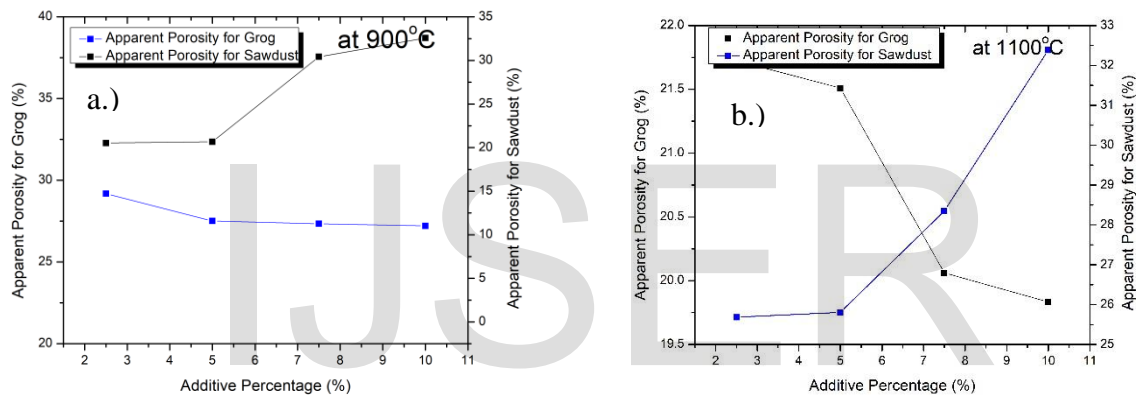 Apparent Porosity for Grog
Apparent Porosity for Sawdust
at 900°C
a.)
Apparent Porosity for Grog (%)
40
35
30
25
20
Apparent Porosity for Sawdust (%)
35
30
25
20
15
10
5
0
2 3 4 5 6 7 8 9 10 11
Additive Percentage (%)
Apparent Porosity for Grog
Apparent Porosity for Sawdust
at 1100°C
b.)
Apparent Porosity for Grog (%)
22.0
21.5
21.0
20.5
20.0
19.5
Apparent Porosity for Sawdust (%)
33
32
31
30
29
28
27
26
25
2 3 4 5 6 7 8 9 10 11
Additive Percentage (%)
IJSER